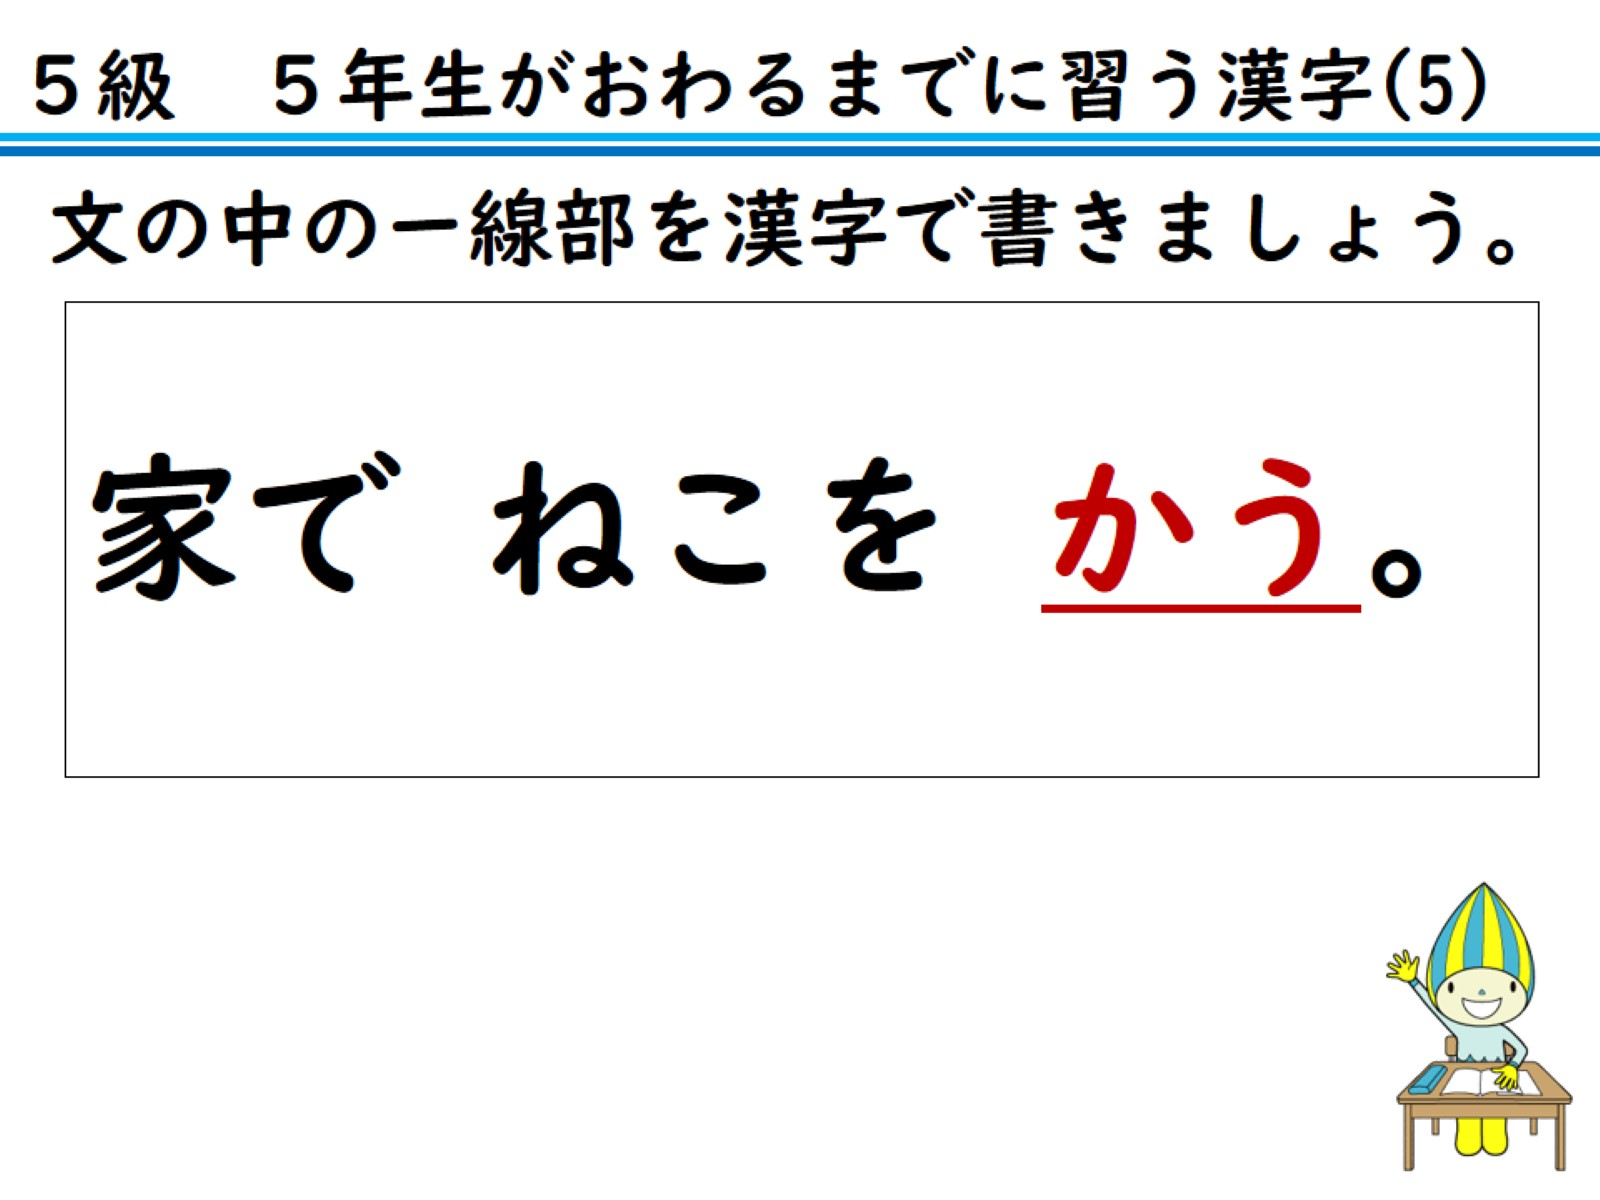 ５級　５年生がおわるまでに習う漢字(5)
文の中の一線部を漢字で書きましょう。
家で ねこを かう。